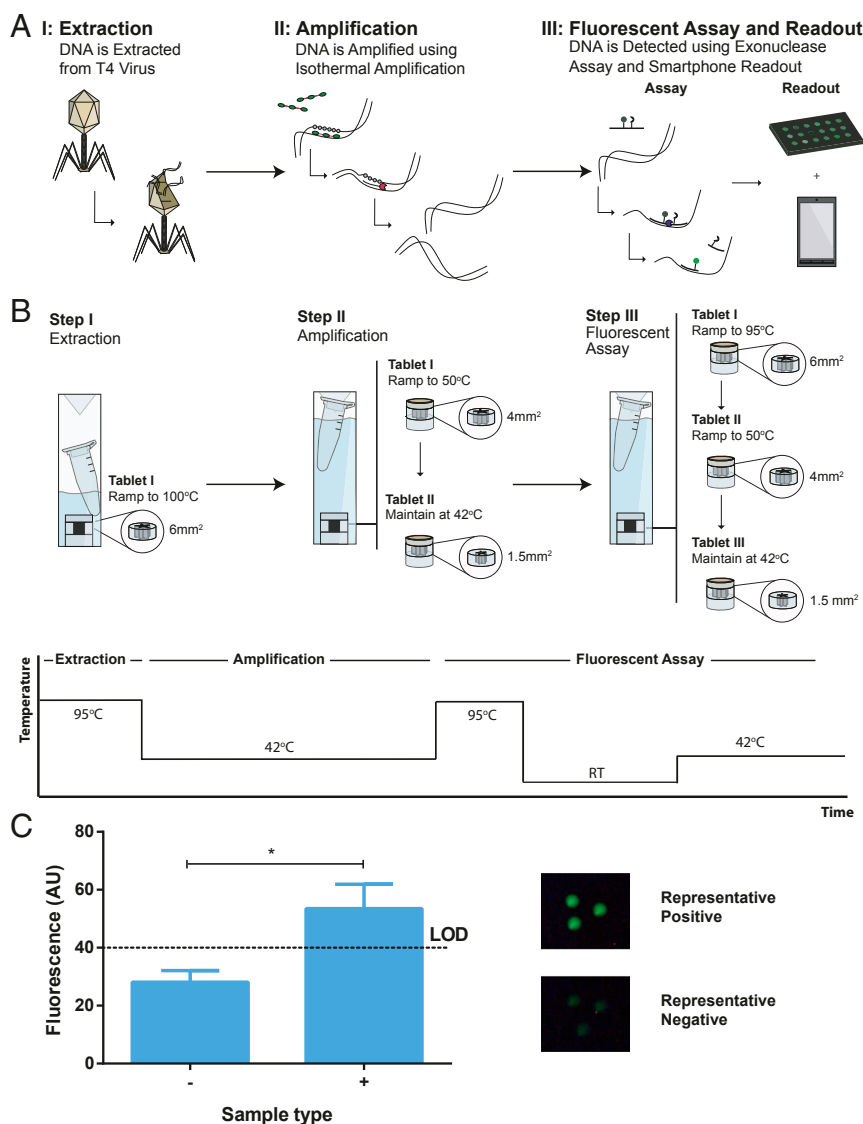 A
I: Extraction
DNA is Extracted
from T4 Virus
II: Amplification
DNA is Amplified using
Isothermal Amplification
III: Fluorescent Assay and Readout
DNA is Detected using Exonuclease
Assay and Smartphone Readout
Assay
Readout
+
B
Step I
Extraction
Tablet I
Ramp to 100°C
6mm²
Step II
Amplification
Tablet I
Ramp to 50°C
4mm²
Tablet II
Maintain at 42°C
1.5mm²
Step III
Fluorescent
Assay
Tablet I
Ramp to 95°C
6mm²
Tablet II
Ramp to 50°C
4mm²
Tablet III
Maintain at 42°C
1.5 mm²
Temperature
Extraction
Amplification
Fluorescent Assay
95°C
42°C
95°C
RT
42°C
Time
C
Fluorescence (AU)
80
60
40
20
0
*
LOD
-
+
Sample type
Representative
Positive
Representative
Negative